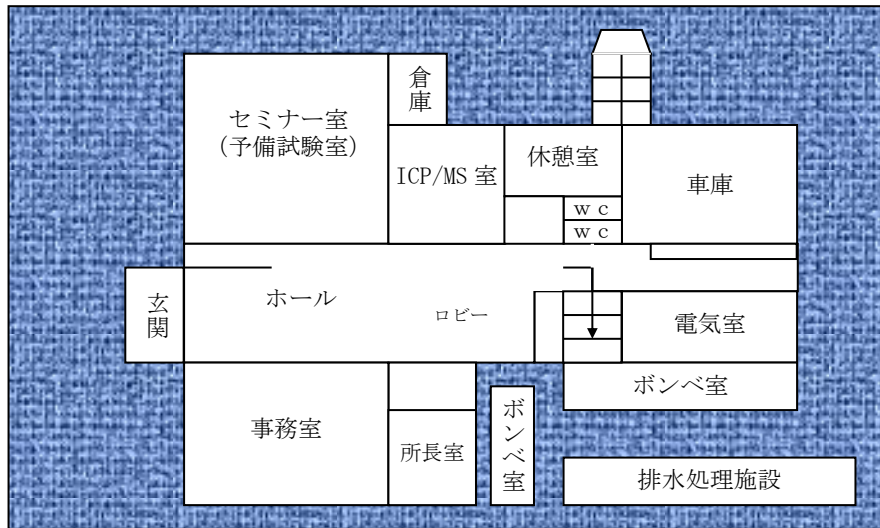 倉庫
セミナー室
（予備試験室）
ICP/MS 室
休憩室
車庫
ｗｃ
ｗｃ
玄関
ホール
ロビー
電気室
ボンベ室
事務室
所長室
ボンベ室
排水処理施設